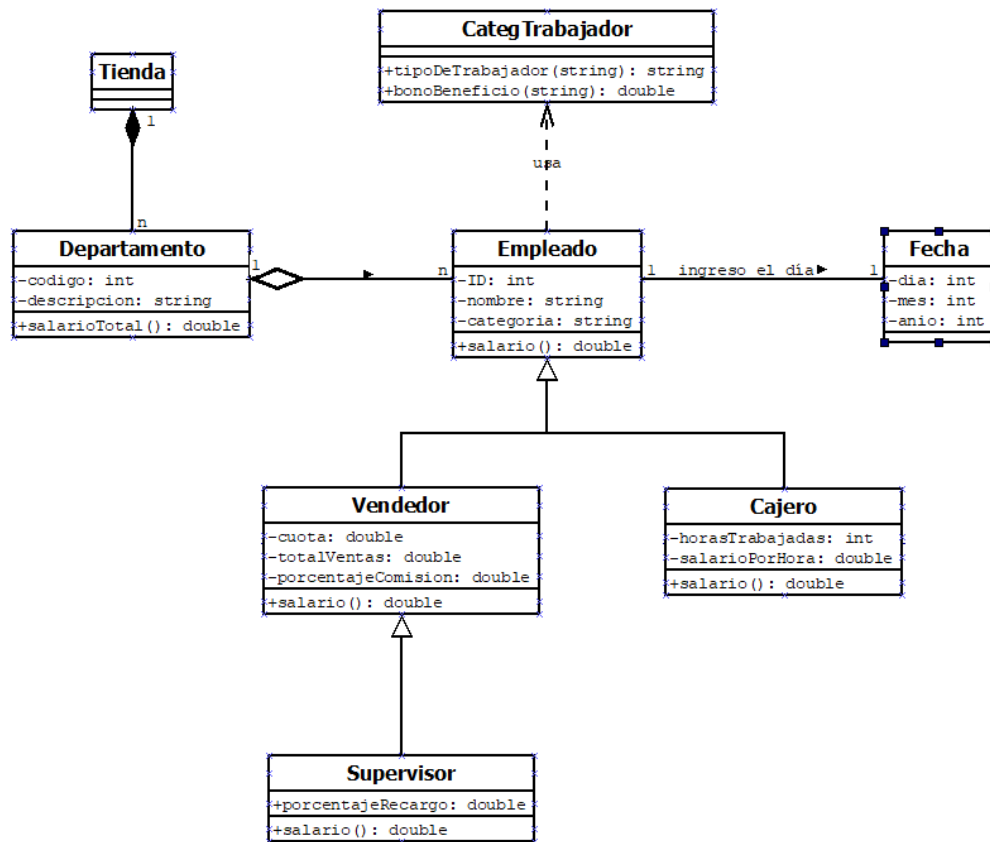 CategTrabajador
+tipoDeTrabajador(string): string
+bonoBeneficio(string): double
Tienda
1
usa
n
Departamento
-codigo: int
-descripcion: string
+salarioTotal(): double
1
n
Empleado
-ID: int
-nombre: string
-categoria: string
+salario(): double
1
ingreso el día
1
Fecha
-dia: int
-mes: int
-anio: int
Vendedor
-cuota: double
-totalVentas: double
-porcentajeComision: double
+salario(): double
Cajero
-horasTrabajadas: int
-salarioPorHora: double
+salario(): double
Supervisor
+porcentajeRecargo: double
+salario(): double